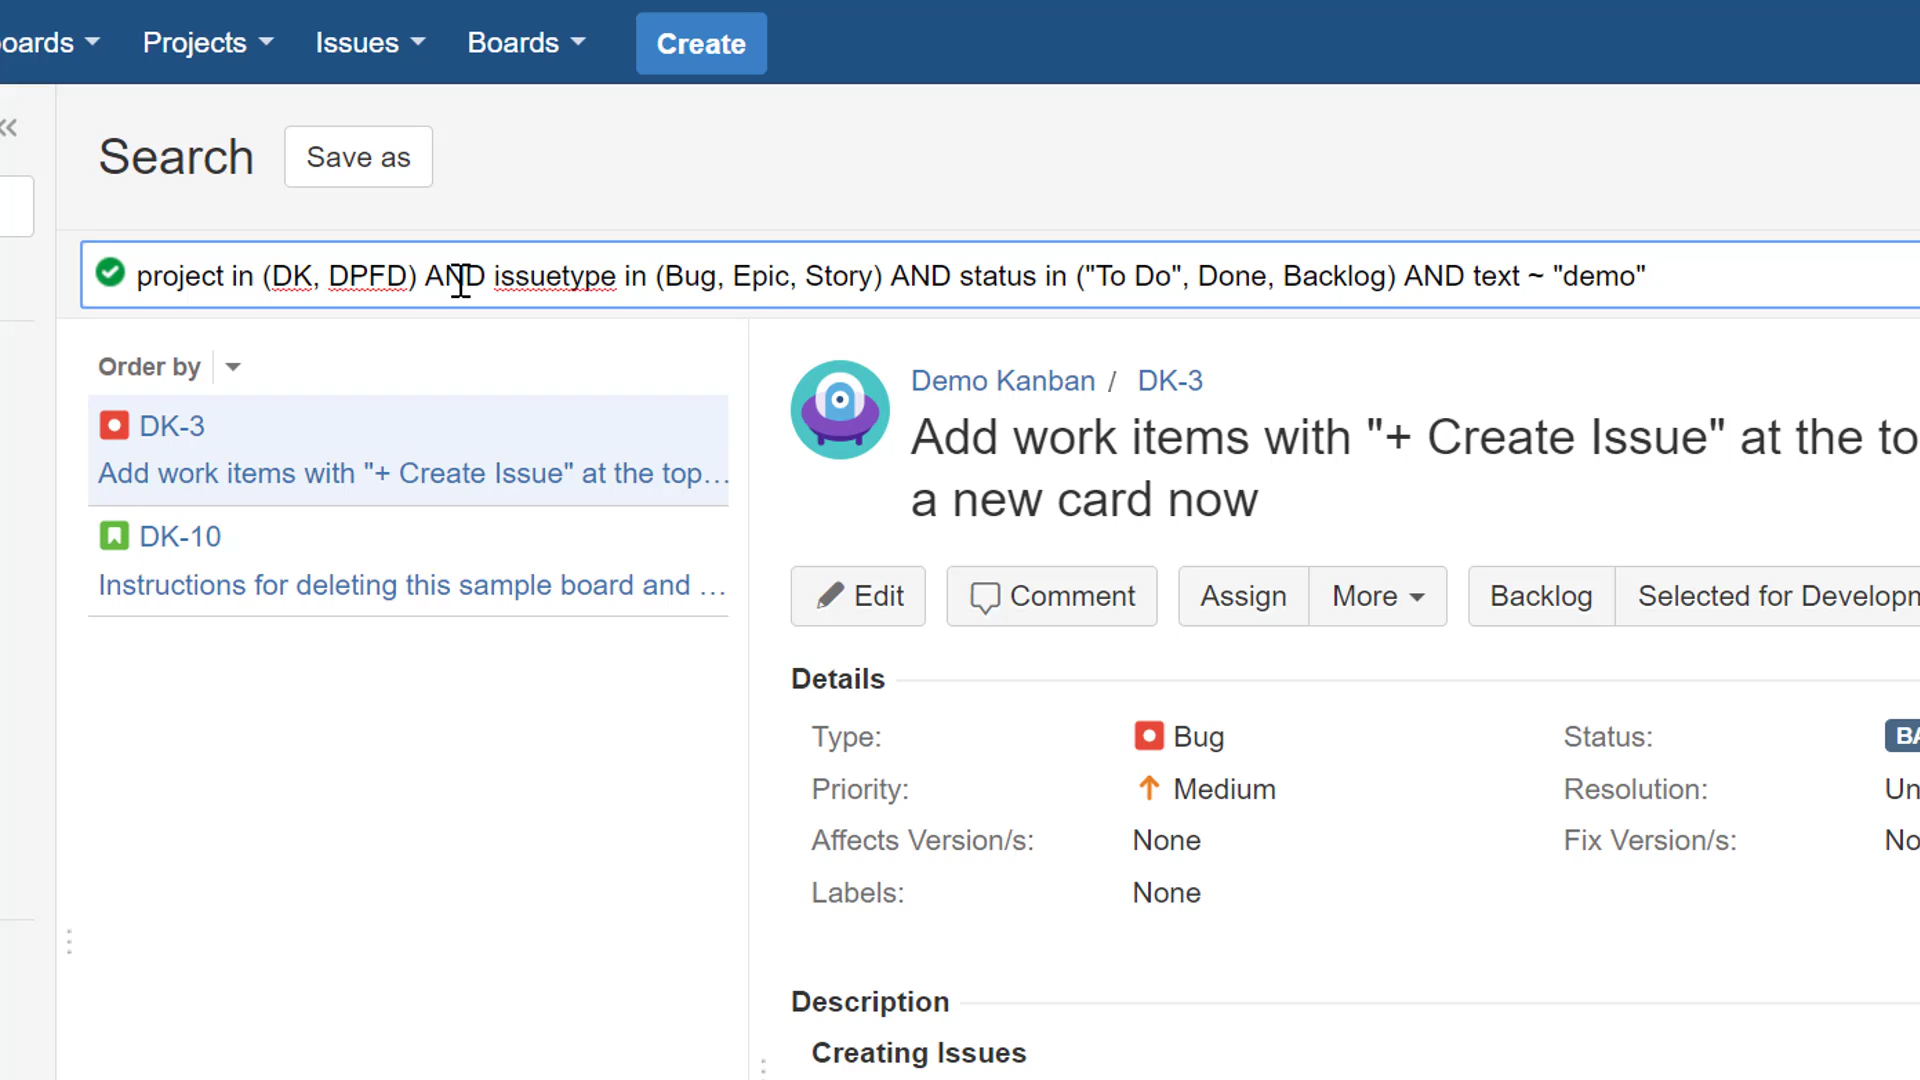 oards Projects Issues Boards Create
Search Save as
project in (DK, DPFD) AND issuetype in (Bug, Epic, Story) AND status in ("To Do", Done, Backlog) AND text ~ "demo"
Order by
DK-3
Add work items with "+ Create Issue" at the top…
DK-10
Instructions for deleting this sample board and …
Demo Kanban / DK-3
Add work items with "+ Create Issue" at the to
a new card now
Edit Comment Assign More Backlog Selected for Developm
Details
Type: Bug Status: BA
Priority: Medium Resolution: Un
Affects Version/s: None Fix Version/s: No
Labels: None
Description
Creating Issues